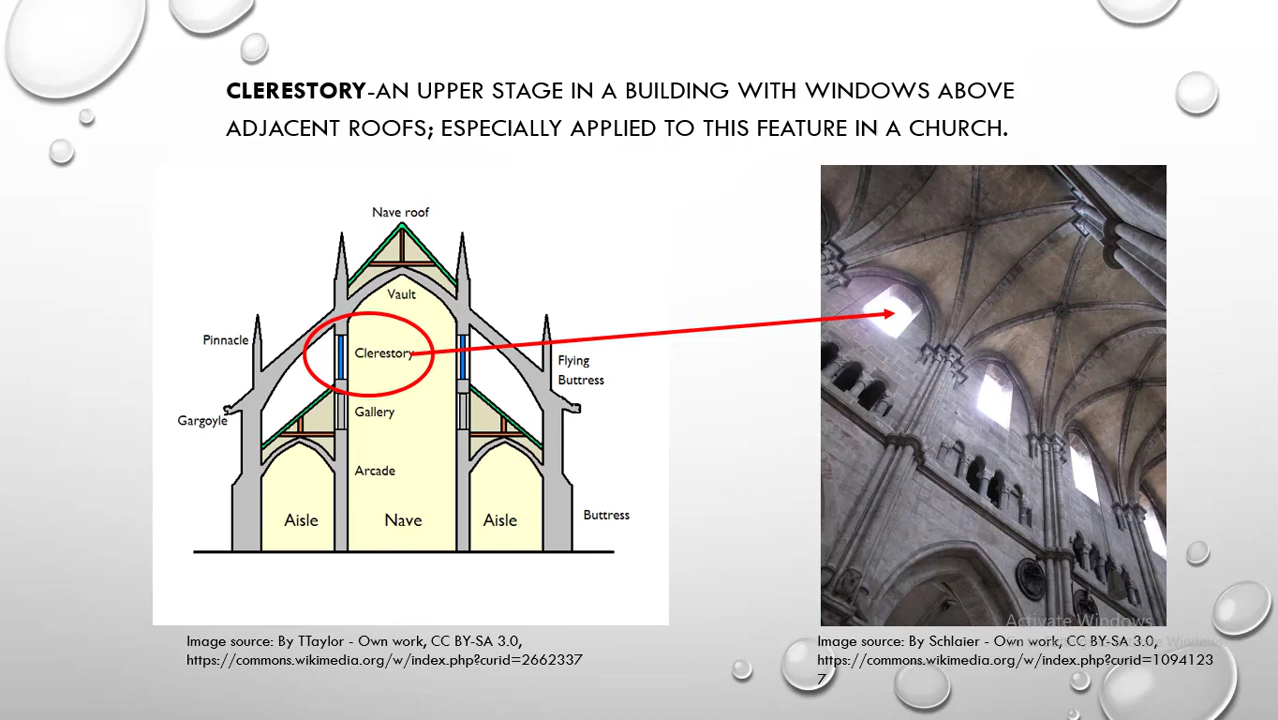 CLERESTORY-AN UPPER STAGE IN A BUILDING WITH WINDOWS ABOVE
ADJACENT ROOFS; ESPECIALLY APPLIED TO THIS FEATURE IN A CHURCH.
Nave roof
Vault
Pinnacle
Clerestory
Flying
Buttress
Gallery
Gargoyle
Arcade
Aisle
Nave
Aisle
Buttress
Activate Windows
Image source: By TTaylor - Own work, CC BY-SA 3.0,
https://commons.wikimedia.org/w/index.php?curid=2662337
Image source: By Schlaier - Own work, CC BY-SA 3.0,
https://commons.wikimedia.org/w/index.php?curid=1094123
7